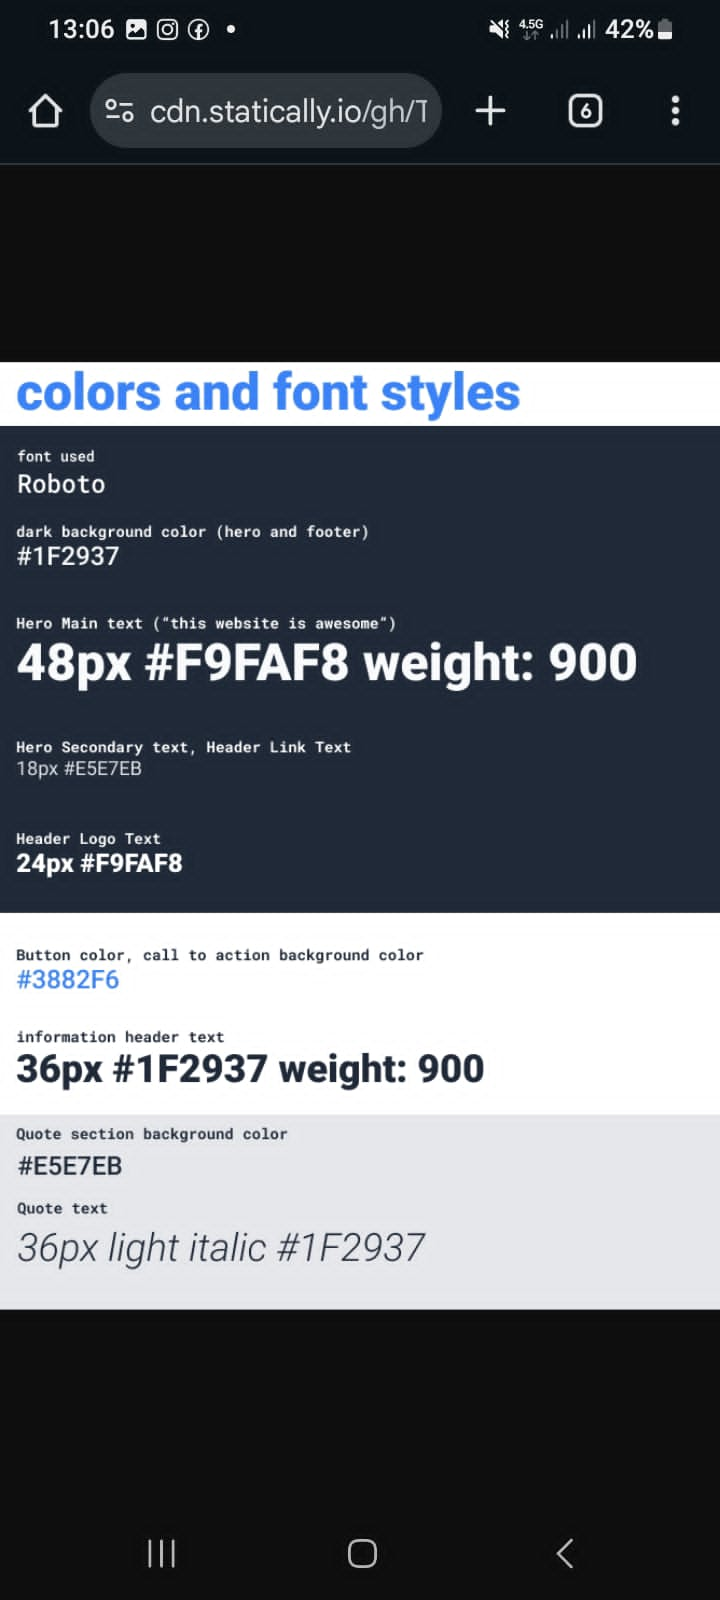 13:06
4.5G
42%
cdn.statically.io/gh/T
6
colors and font styles
font used
Roboto
dark background color (hero and footer)
#1F2937
Hero Main text ("this website is awesome")
48px #F9FAF8 weight: 900
Hero Secondary text, Header Link Text
18px #E5E7EB
Header Logo Text
24px #F9FAF8
Button color, call to action background color
#3882F6
information header text
36px #1F2937 weight: 900
Quote section background color
#E5E7EB
Quote text
36px light italic #1F2937